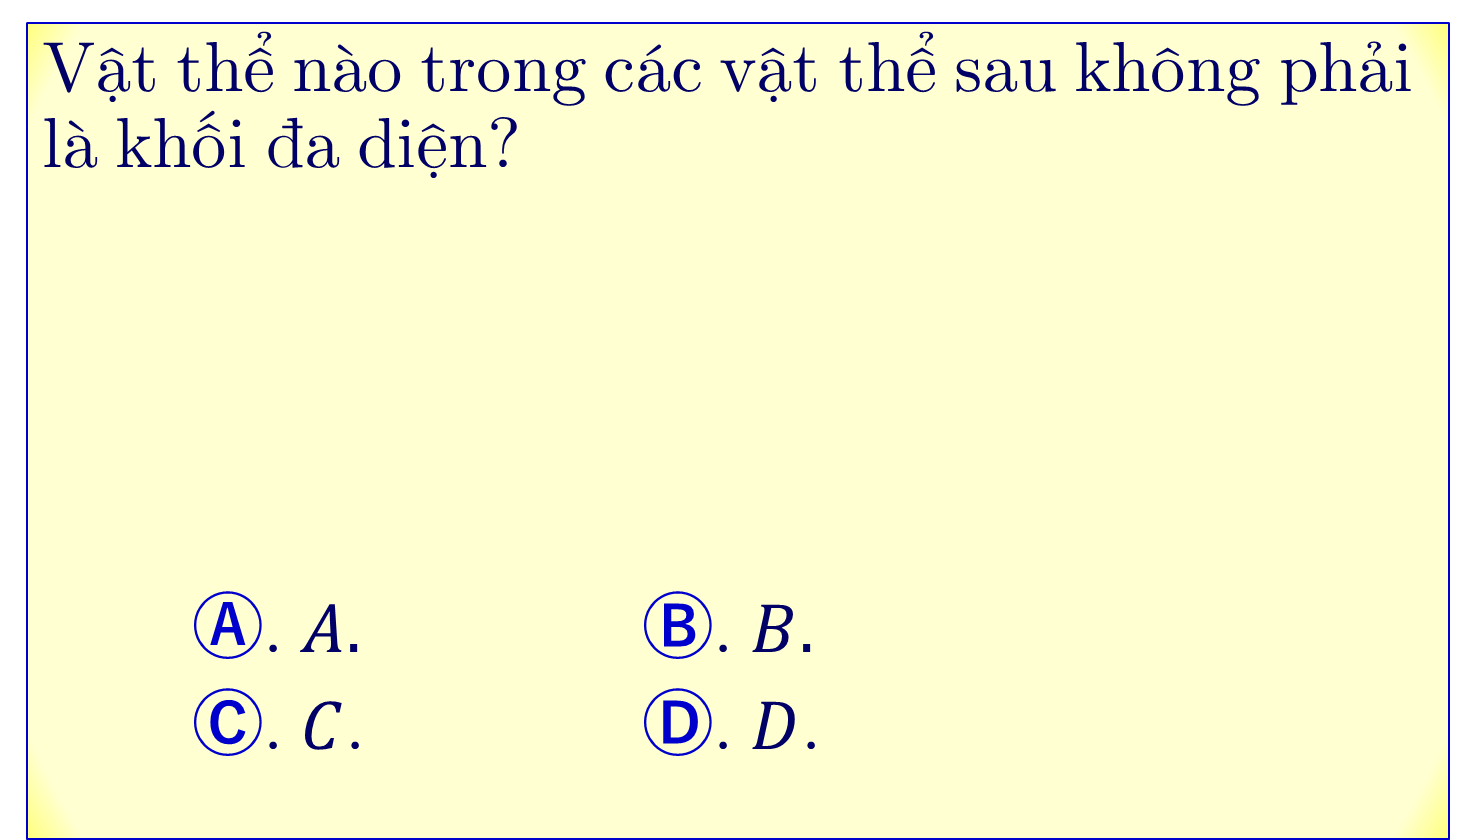 Vật thể nào trong các vật thể sau không phải
là khối đa diện?
Ⓐ. A. Ⓑ. B.
Ⓒ. C. Ⓓ. D.